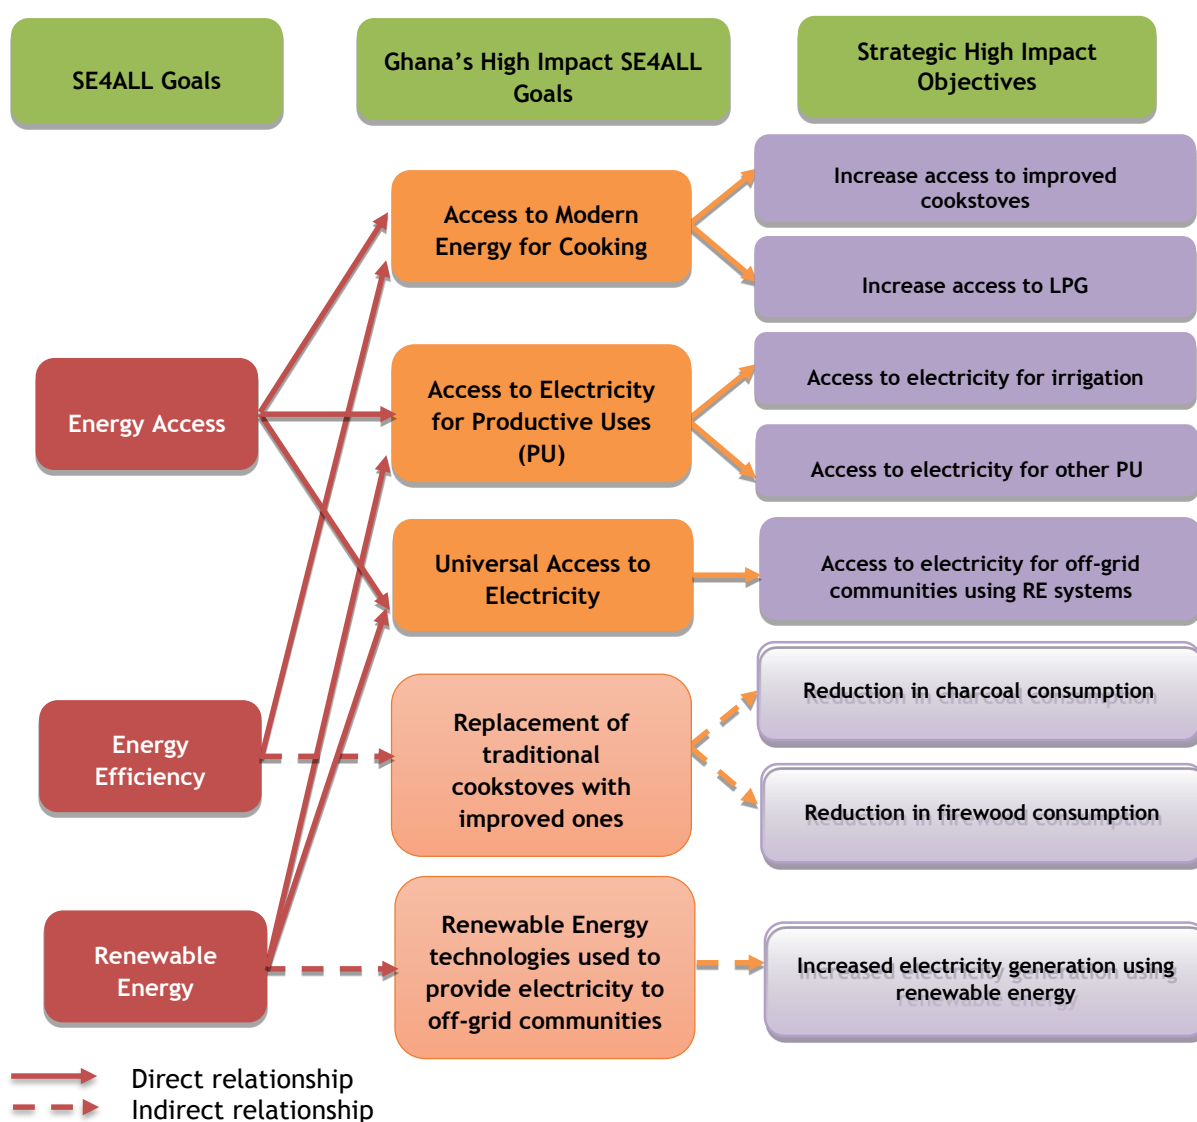 SE4ALL Goals
Ghana’s High Impact SE4ALL
Goals
Strategic High Impact
Objectives
Access to Modern
Energy for Cooking
Increase access to improved
cookstoves
Increase access to LPG
Energy Access
Access to Electricity
for Productive Uses
(PU)
Access to electricity for irrigation
Access to electricity for other PU
Universal Access to
Electricity
Access to electricity for off-grid
communities using RE systems
Energy
Efficiency
Replacement of
traditional
cookstoves with
improved ones
Reduction in charcoal consumption
Reduction in firewood consumption
Renewable
Energy
Renewable Energy
technologies used to
provide electricity to
off-grid communities
Increased electricity generation using
renewable energy
Direct relationship
Indirect relationship